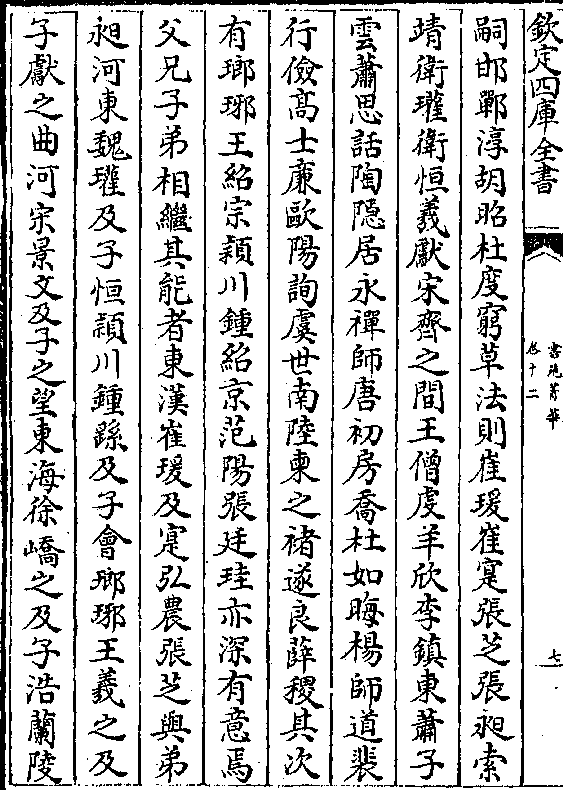 欽定四庫全書
書苑菁華
卷十二
七
嗣邯鄲淳胡昭杜度窮草法則崔瑗崔寔張芝張昶索
靖衛瓘衛恒羲獻宋齊之間王僧虔羊欣李鎮東蕭子
雲蕭思話陶隱居永禪師唐初房喬杜如晦楊師道裴
行儉高士廉歐陽詢虞世南陸柬之褚遂良薛稷其次
有瑯琊王紹宗潁川鍾紹京范陽張廷珪亦深有意焉
父兄子弟相繼其能者東漢崔瑗及寔弘農張芝與弟
昶河東魏瓘及子恒潁川鍾繇及子會瑯琊王羲之及
子獻之曲河宋景文及子之望東海徐嶠之及子浩蘭陵